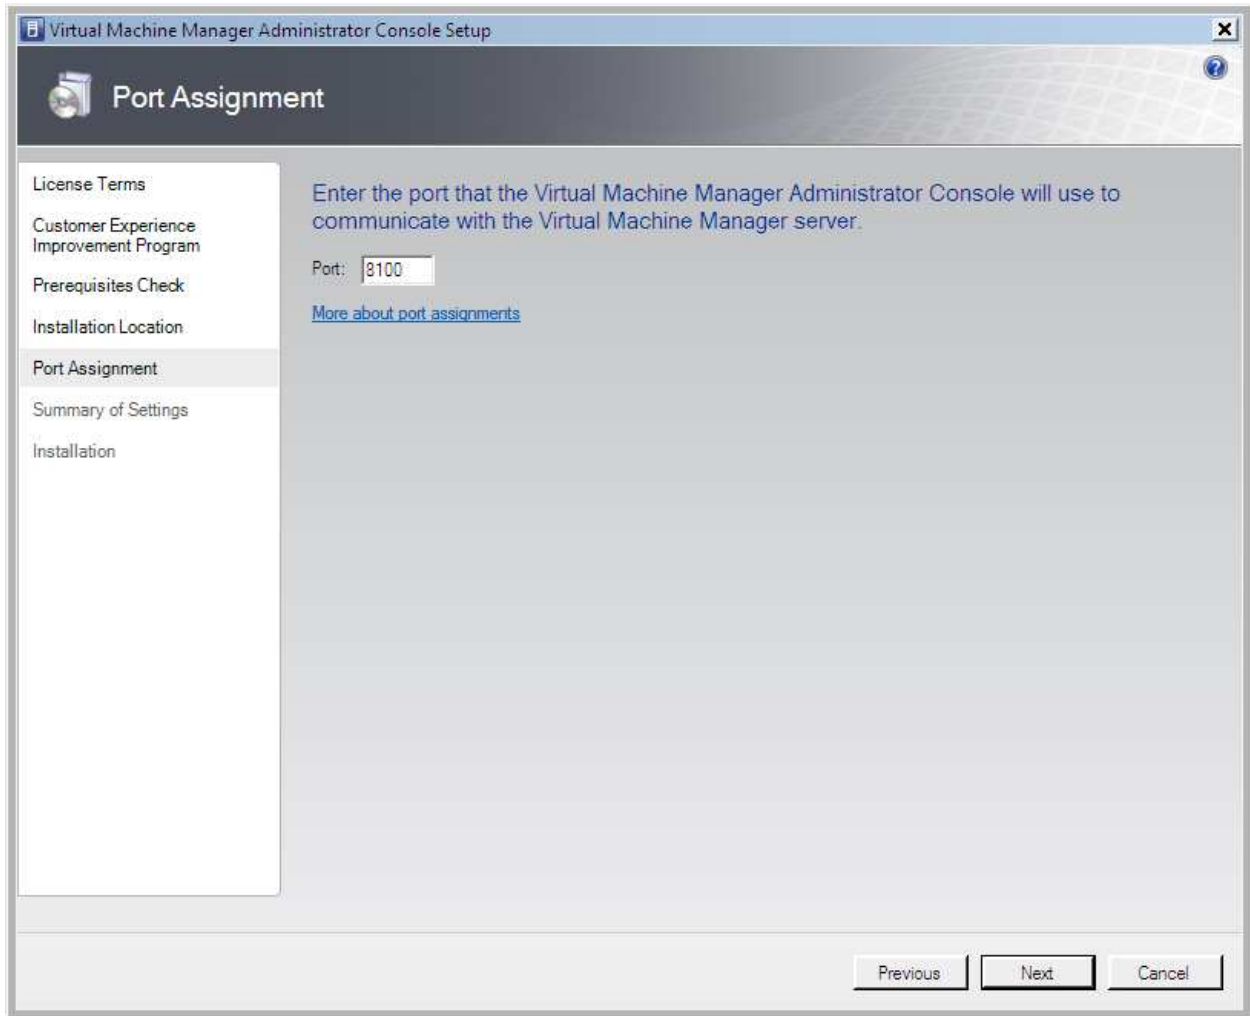 Virtual Machine Manager Administrator Console Setup
Port Assignment
License Terms
Customer Experience
Improvement Program
Prerequisites Check
Installation Location
Port Assignment
Summary of Settings
Installation
Enter the port that the Virtual Machine Manager Administrator Console will use to
communicate with the Virtual Machine Manager server.
Port: 8100
More about port assignments
Previous Next Cancel